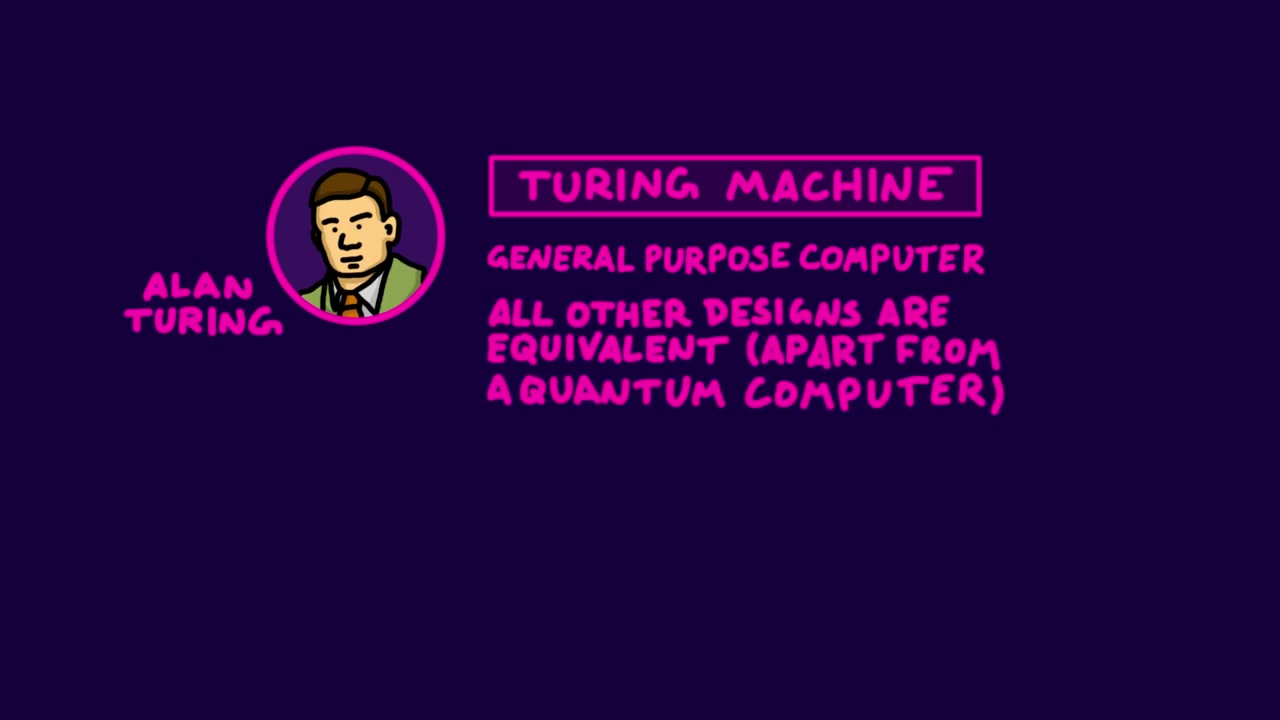 ALAN
TURING
TURING MACHINE
GENERAL PURPOSE COMPUTER
ALL OTHER DESIGNS ARE
EQUIVALENT (APART FROM
A QUANTUM COMPUTER)